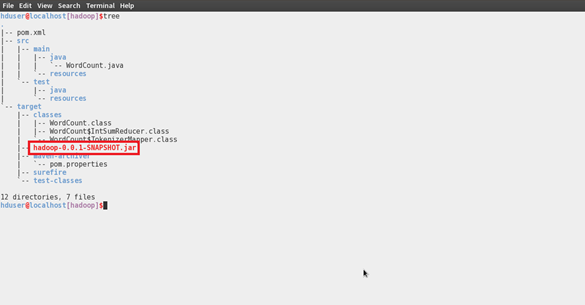 File Edit View Search Terminal Help
hduser@localhost[hadoop]$tree
.
|-- pom.xml
|-- src
|   |-- main
|   |   |-- java
|   |   |   `-- WordCount.java
|   |   `-- resources
|   `-- test
|       |-- java
|       `-- resources
`-- target
    |-- classes
    |   |-- WordCount.class
    |   |-- WordCount$IntSumReducer.class
    |   `-- WordCount$TokenizerMapper.class
    |-- hadoop-0.0.1-SNAPSHOT.jar
    |-- maven-archiver
    |   `-- pom.properties
    |-- surefire
    `-- test-classes
12 directories, 7 files
hduser@localhost[hadoop]$